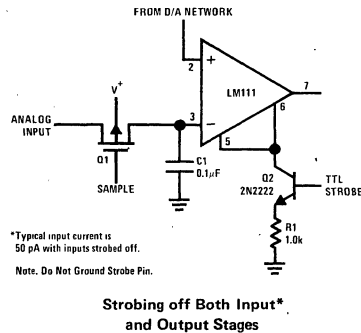 FROM D/A NETWORK
V+
2
+
LM111
7
6
ANALOG
INPUT
3
−
5
Q1
C1
0.1μF
SAMPLE
Q2
2N2222
TTL
STROBE
R1
1.0k
*Typical input current is
50 pA with inputs strobed off.
Note. Do Not Ground Strobe Pin.
Strobing off Both Input*
and Output Stages